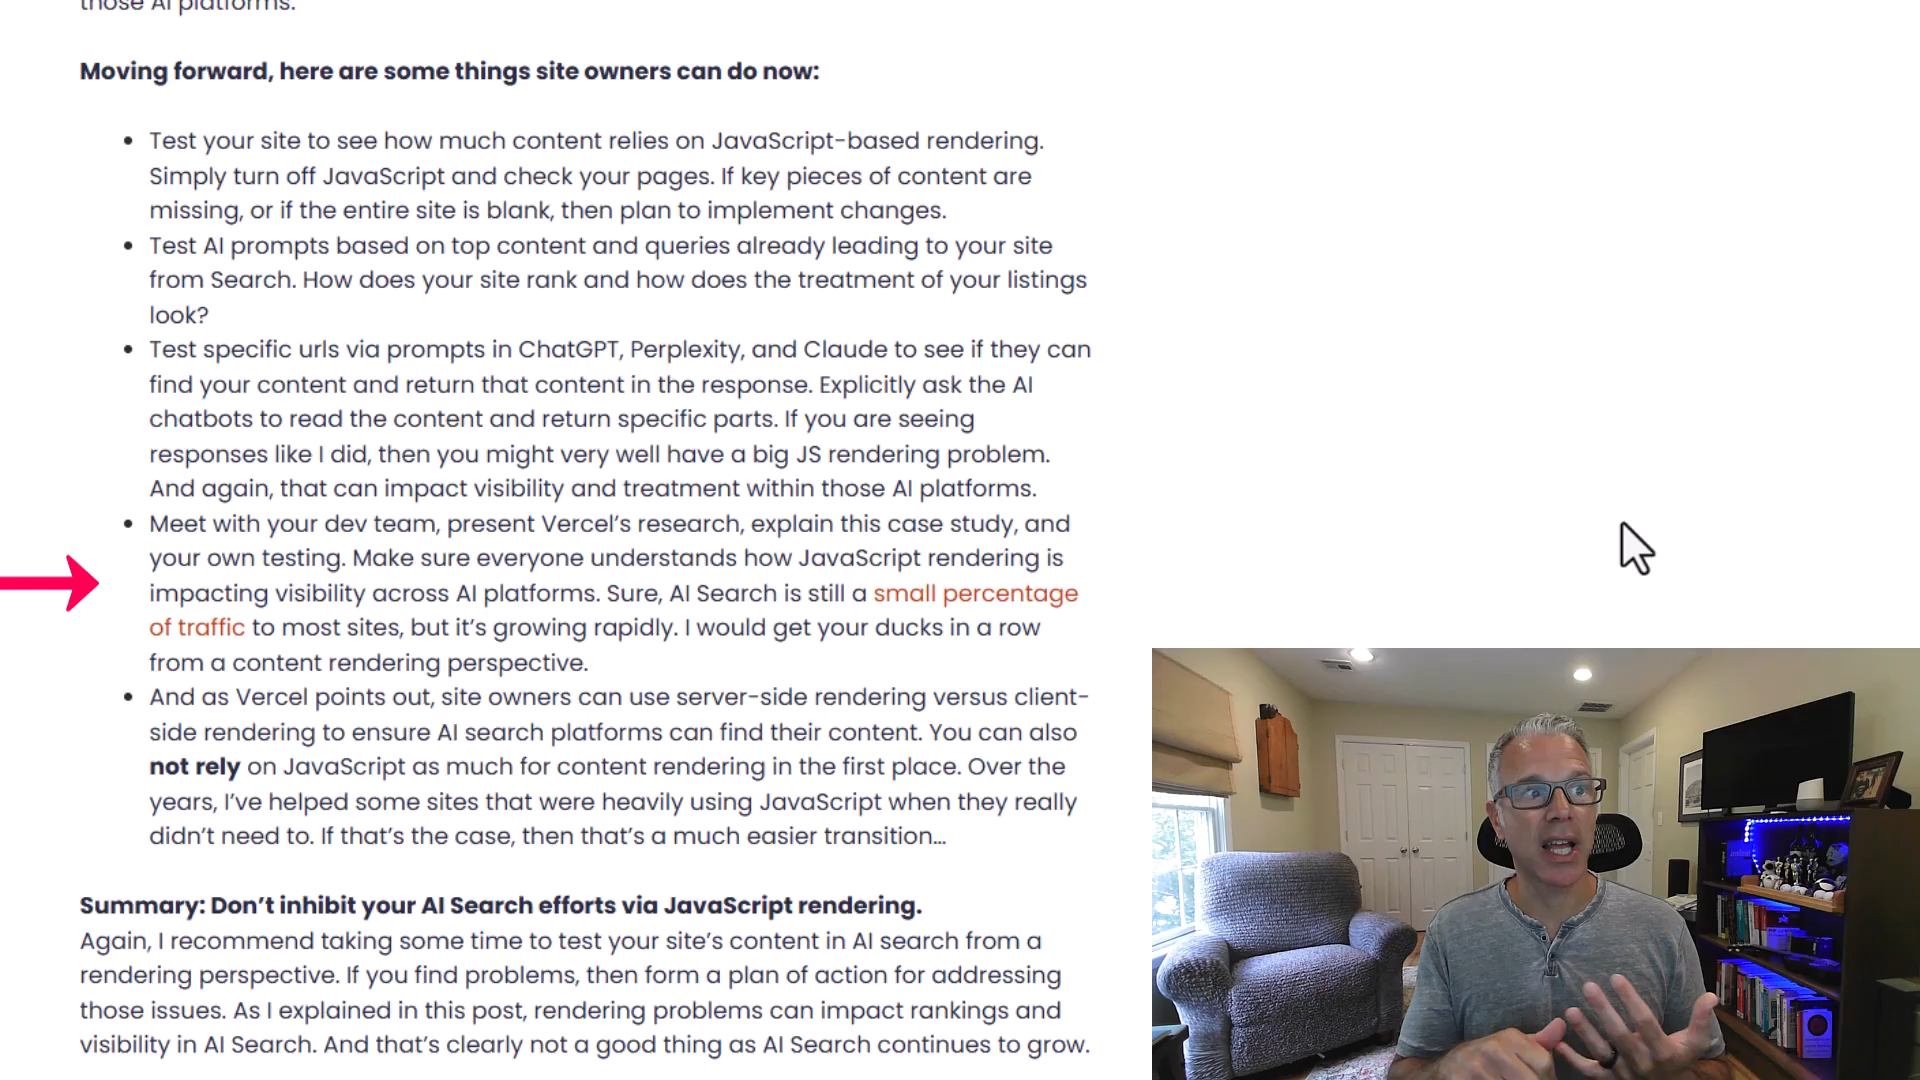 those AI platforms.
Moving forward, here are some things site owners can do now:
Test your site to see how much content relies on JavaScript-based rendering.
Simply turn off JavaScript and check your pages. If key pieces of content are
missing, or if the entire site is blank, then plan to implement changes.
Test AI prompts based on top content and queries already leading to your site
from Search. How does your site rank and how does the treatment of your listings
look?
Test specific urls via prompts in ChatGPT, Perplexity, and Claude to see if they can
find your content and return that content in the response. Explicitly ask the AI
chatbots to read the content and return specific parts. If you are seeing
responses like I did, then you might very well have a big JS rendering problem.
And again, that can impact visibility and treatment within those AI platforms.
Meet with your dev team, present Vercel’s research, explain this case study, and
your own testing. Make sure everyone understands how JavaScript rendering is
impacting visibility across AI platforms. Sure, AI Search is still a small percentage
of traffic to most sites, but it’s growing rapidly. I would get your ducks in a row
from a content rendering perspective.
And as Vercel points out, site owners can use server-side rendering versus client-
side rendering to ensure AI search platforms can find their content. You can also
not rely on JavaScript as much for content rendering in the first place. Over the
years, I’ve helped some sites that were heavily using JavaScript when they really
didn’t need to. If that’s the case, then that’s a much easier transition…
Summary: Don’t inhibit your AI Search efforts via JavaScript rendering.
Again, I recommend taking some time to test your site’s content in AI search from a
rendering perspective. If you find problems, then form a plan of action for addressing
those issues. As I explained in this post, rendering problems can impact rankings and
visibility in AI Search. And that’s clearly not a good thing as AI Search continues to grow.